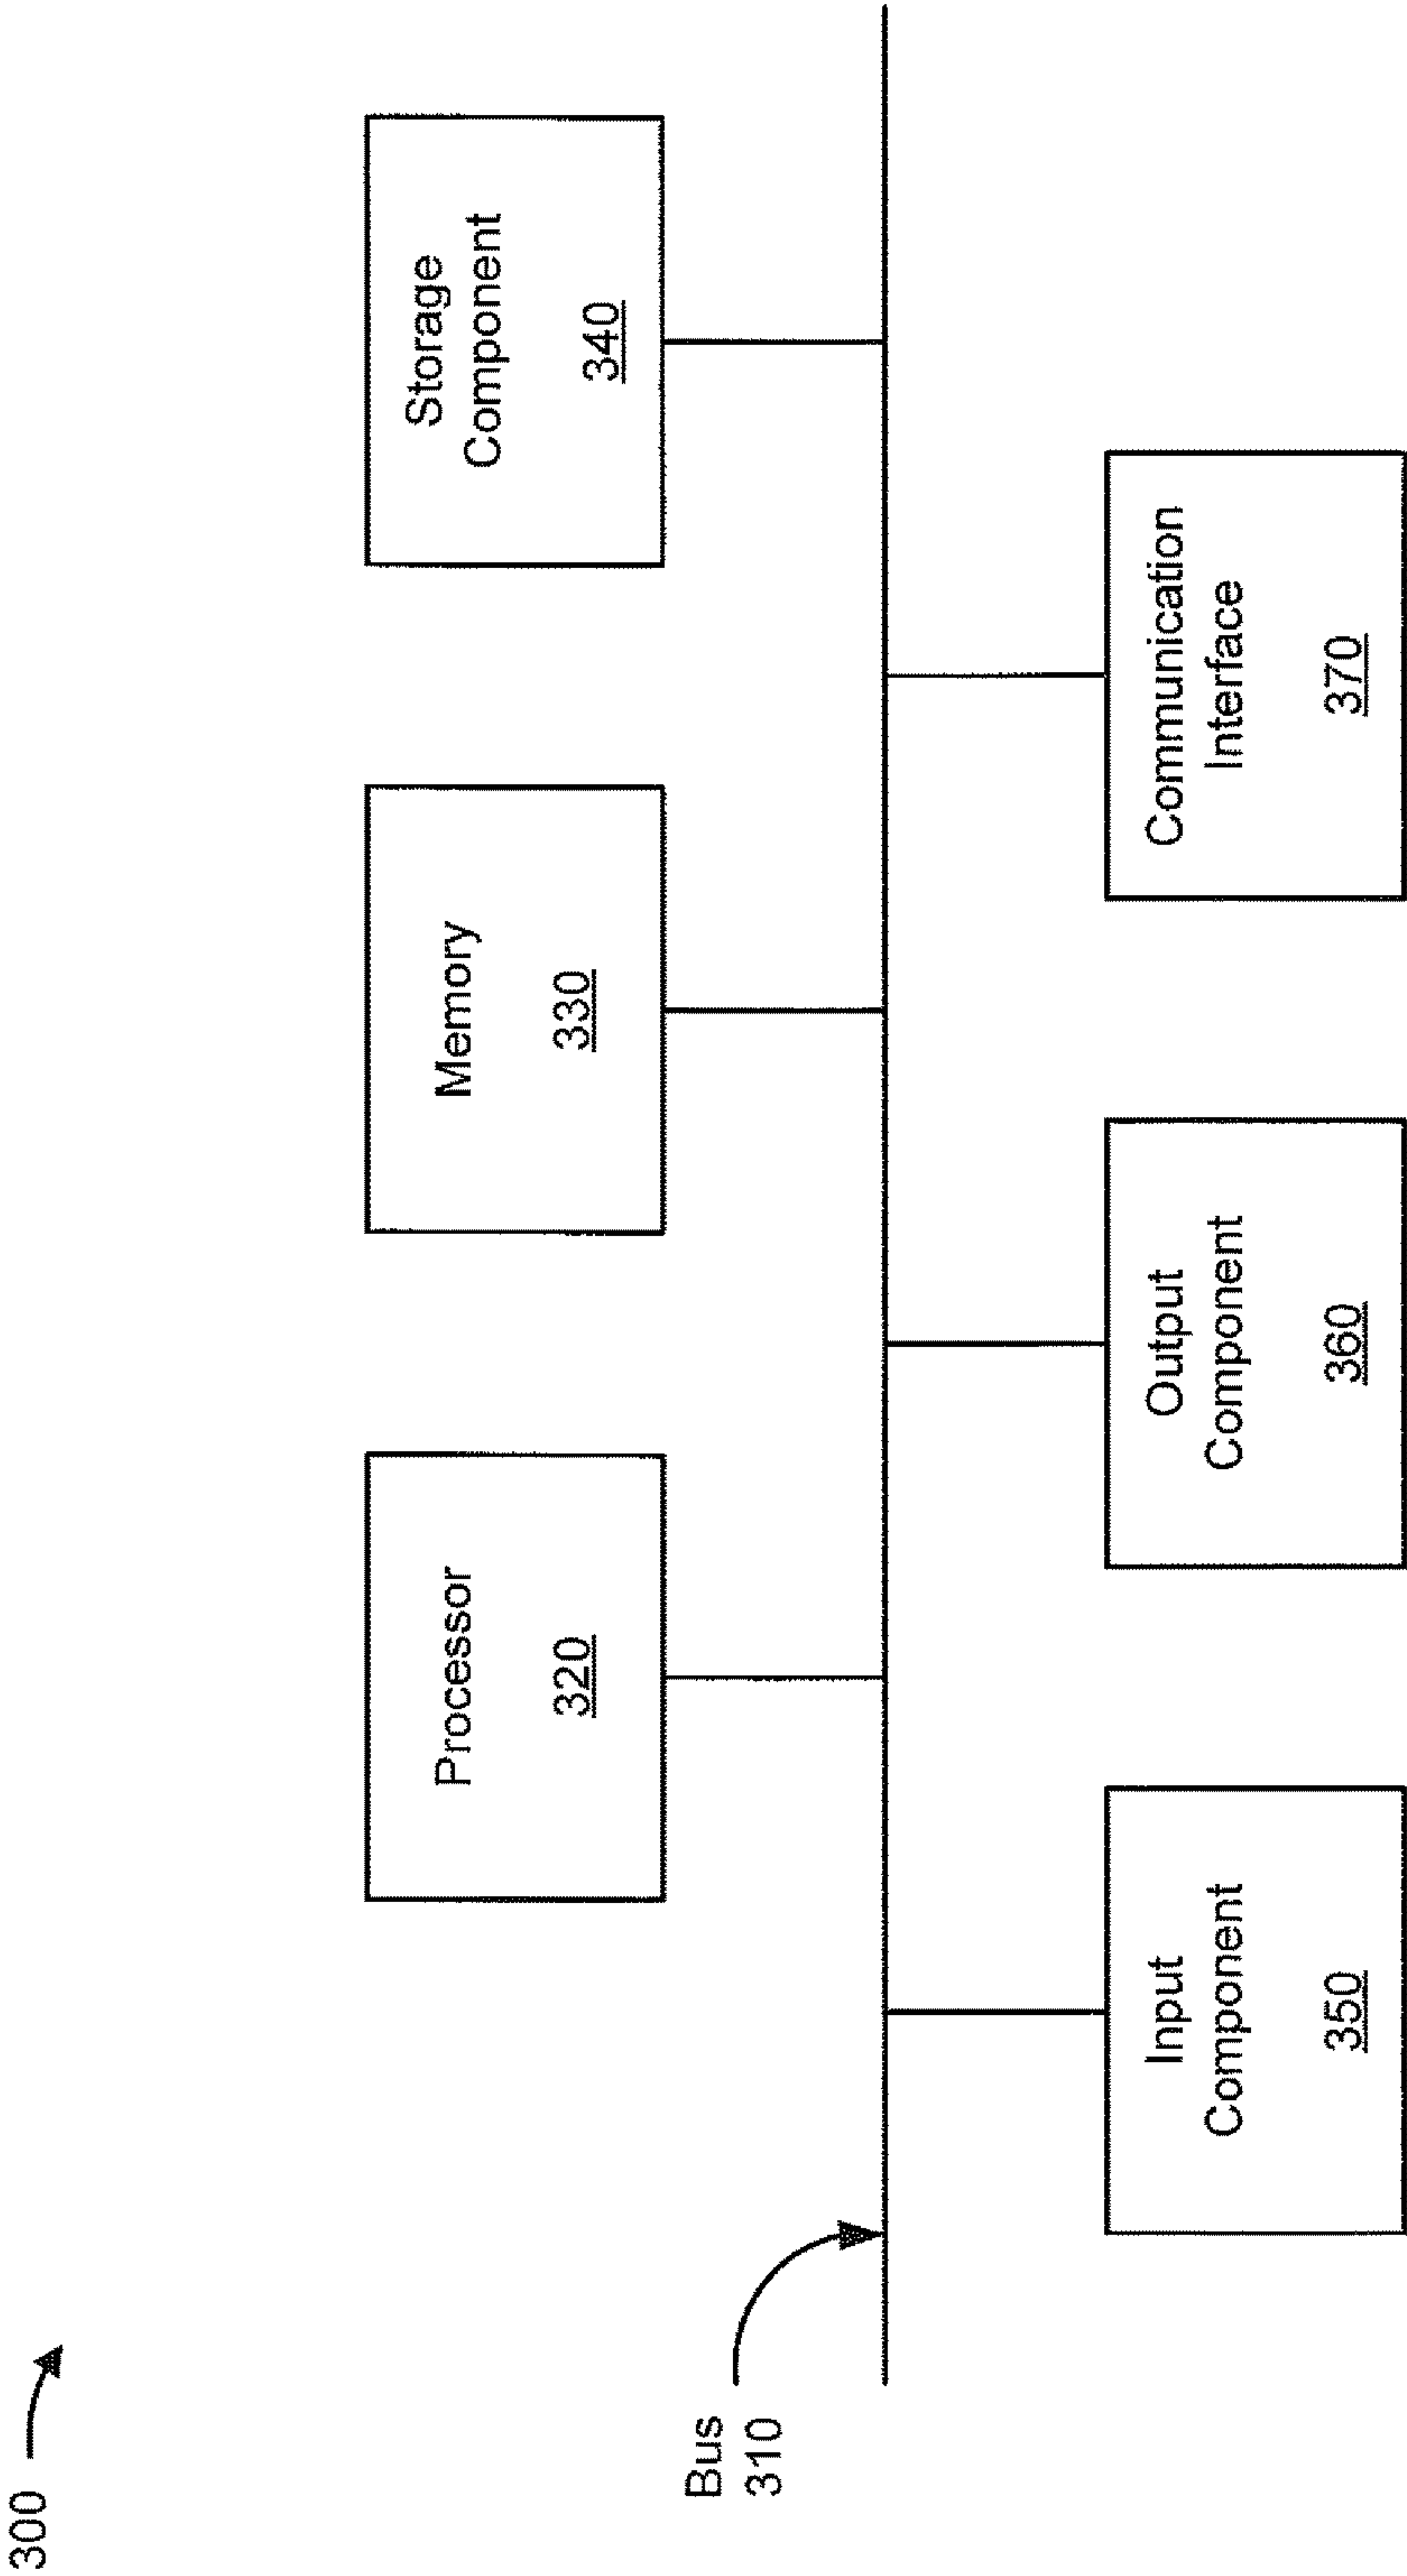 300
Processor
320
Memory
330
Storage
Component
340
Bus
310
Input
Component
350
Output
Component
360
Communication
Interface
370